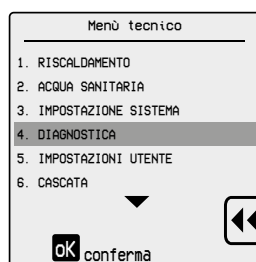 Menù tecnico
1. RISCALDAMENTO
2. ACQUA SANITARIA
3. IMPOSTAZIONE SISTEMA
4. DIAGNOSTICA
5. IMPOSTAZIONI UTENTE
6. CASCATA
oK conferma